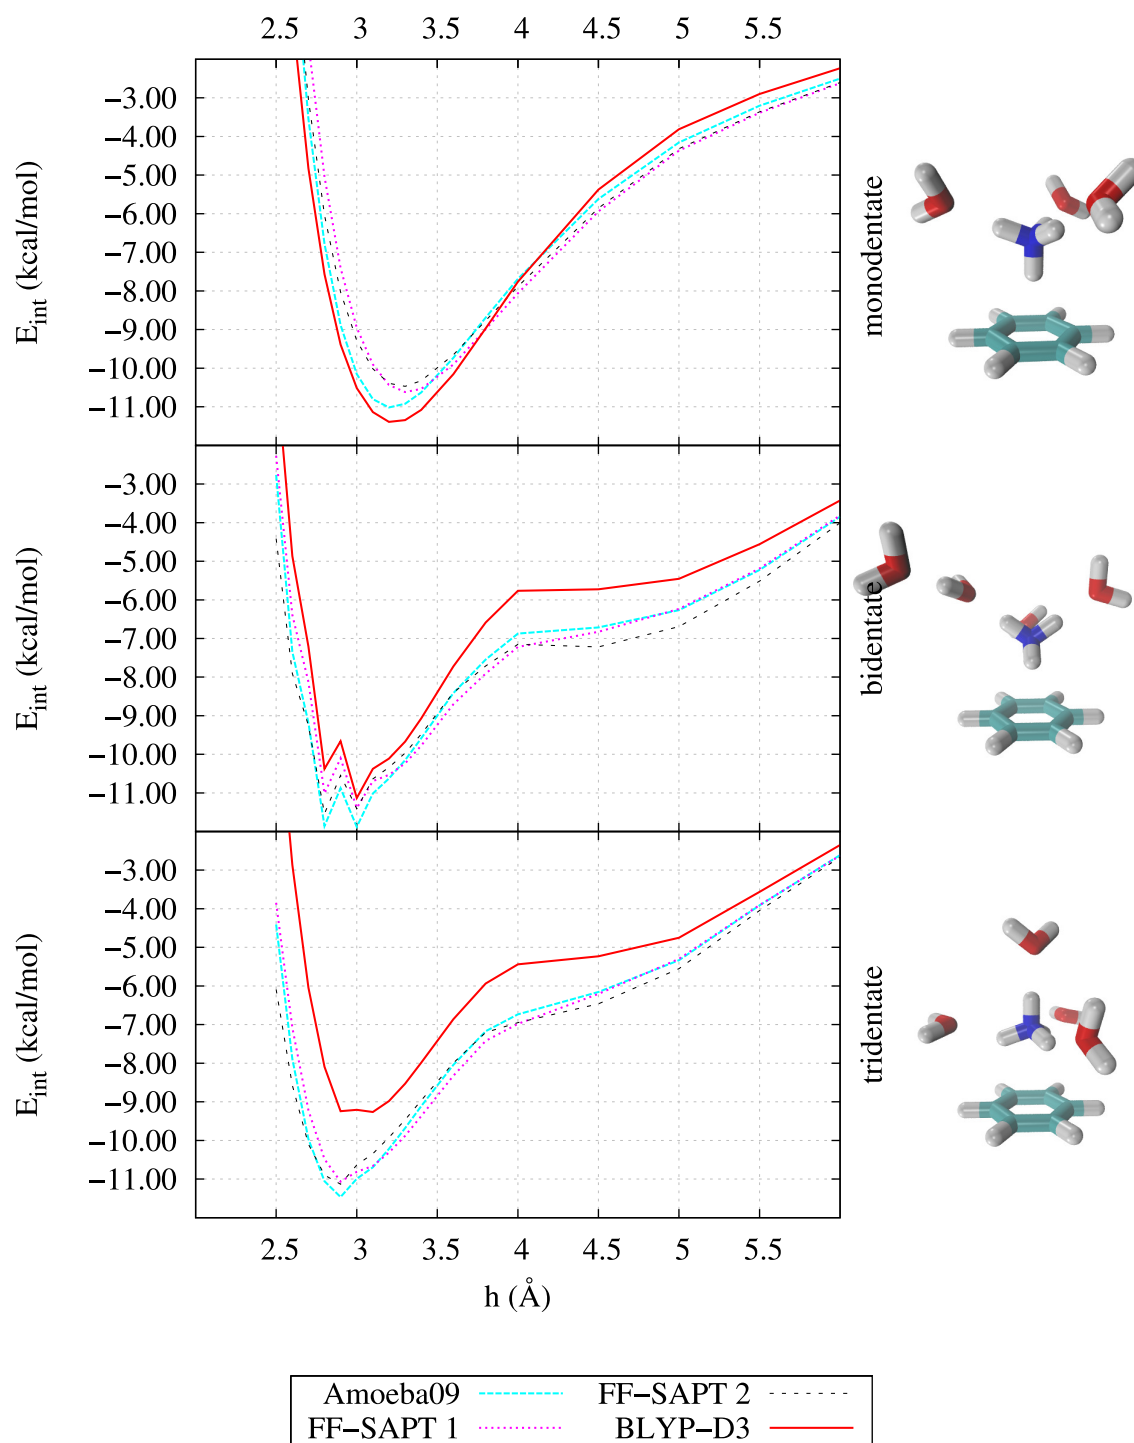 2.5 3 3.5 4 4.5 5 5.5
−3.00
−4.00
−5.00
−6.00
−7.00
−8.00
−9.00
−10.00
−11.00
E_int (kcal/mol)
monodentate
−3.00
−4.00
−5.00
−6.00
−7.00
−8.00
−9.00
−10.00
−11.00
E_int (kcal/mol)
bidentate
−3.00
−4.00
−5.00
−6.00
−7.00
−8.00
−9.00
−10.00
−11.00
E_int (kcal/mol)
tridentate
2.5 3 3.5 4 4.5 5 5.5
h (Å)
Amoeba09 FF−SAPT 2
FF−SAPT 1 BLYP−D3